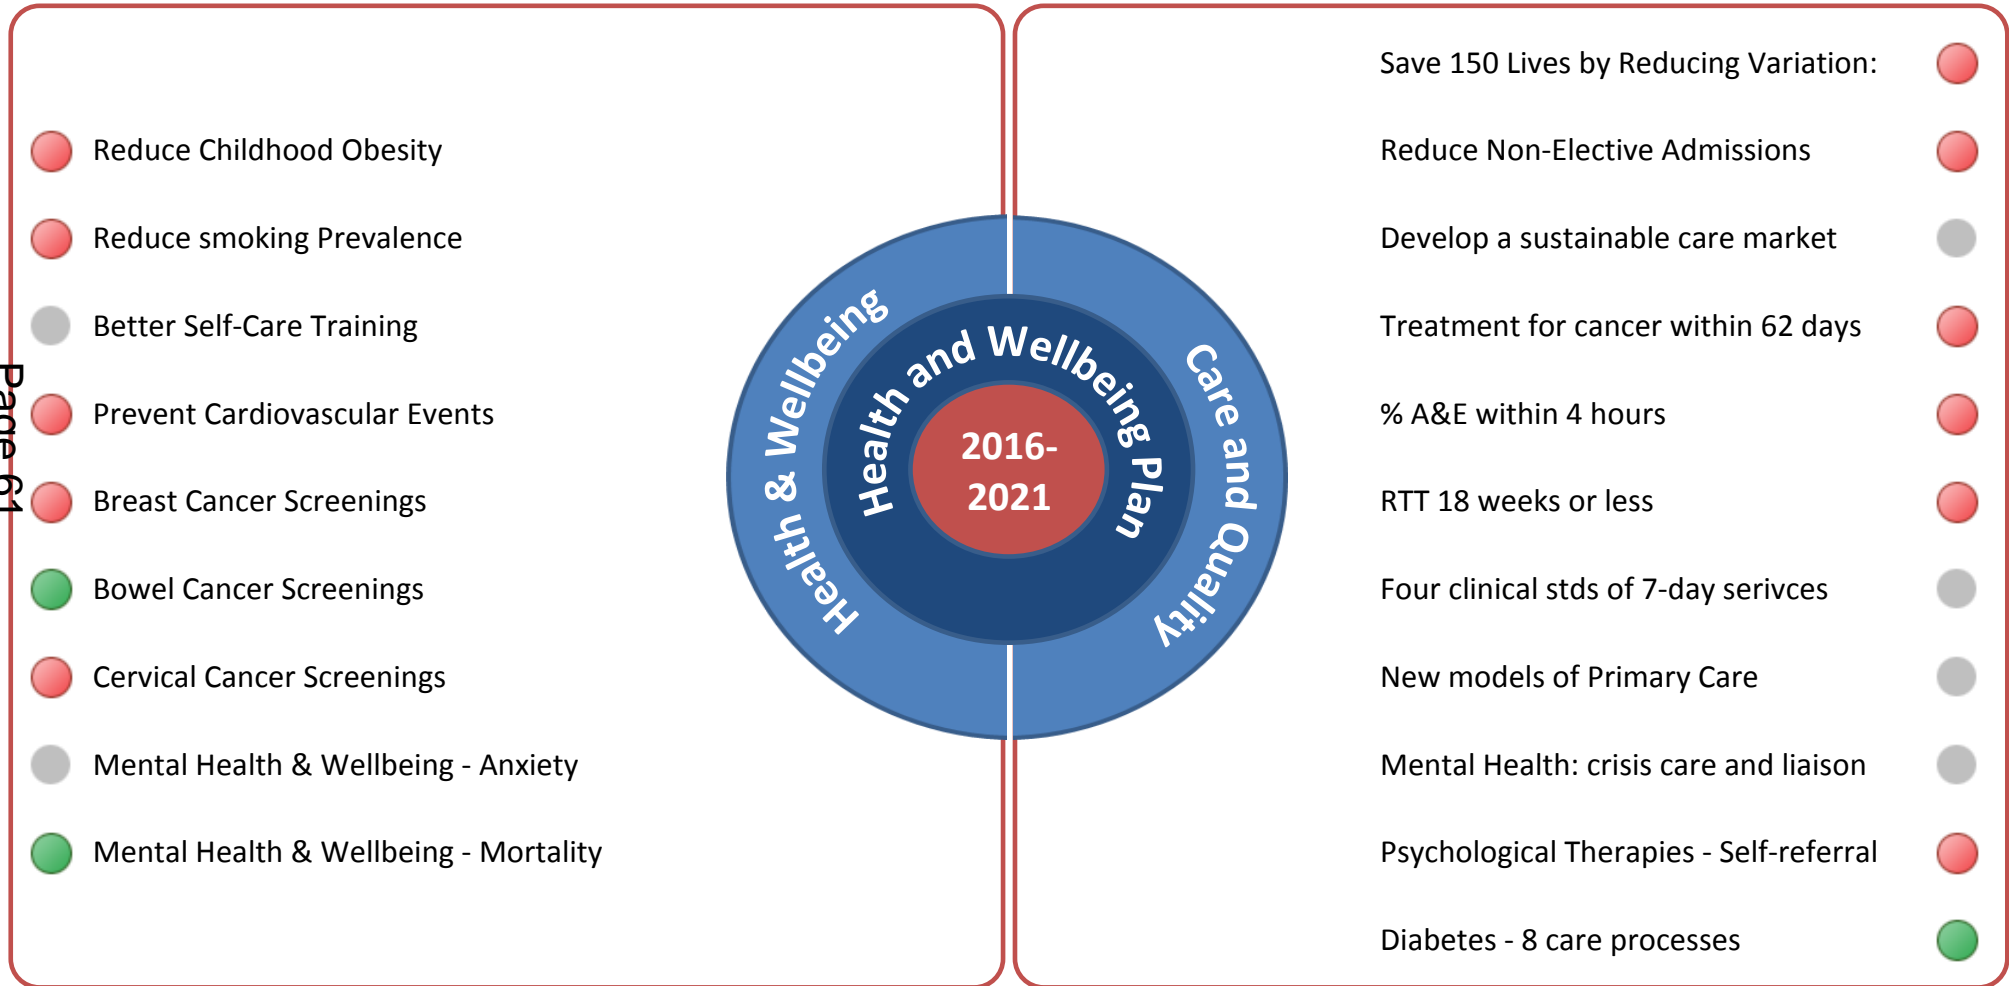 Page 61
Reduce Childhood Obesity
Reduce smoking Prevalence
Better Self-Care Training
Prevent Cardiovascular Events
Breast Cancer Screenings
Bowel Cancer Screenings
Cervical Cancer Screenings
Mental Health & Wellbeing - Anxiety
Mental Health & Wellbeing - Mortality
Health & Wellbeing
Health and Wellbeing Plan
2016-
2021
Care and Quality
Save 150 Lives by Reducing Variation:
Reduce Non-Elective Admissions
Develop a sustainable care market
Treatment for cancer within 62 days
% A&E within 4 hours
RTT 18 weeks or less
Four clinical stds of 7-day serivces
New models of Primary Care
Mental Health: crisis care and liaison
Psychological Therapies - Self-referral
Diabetes - 8 care processes